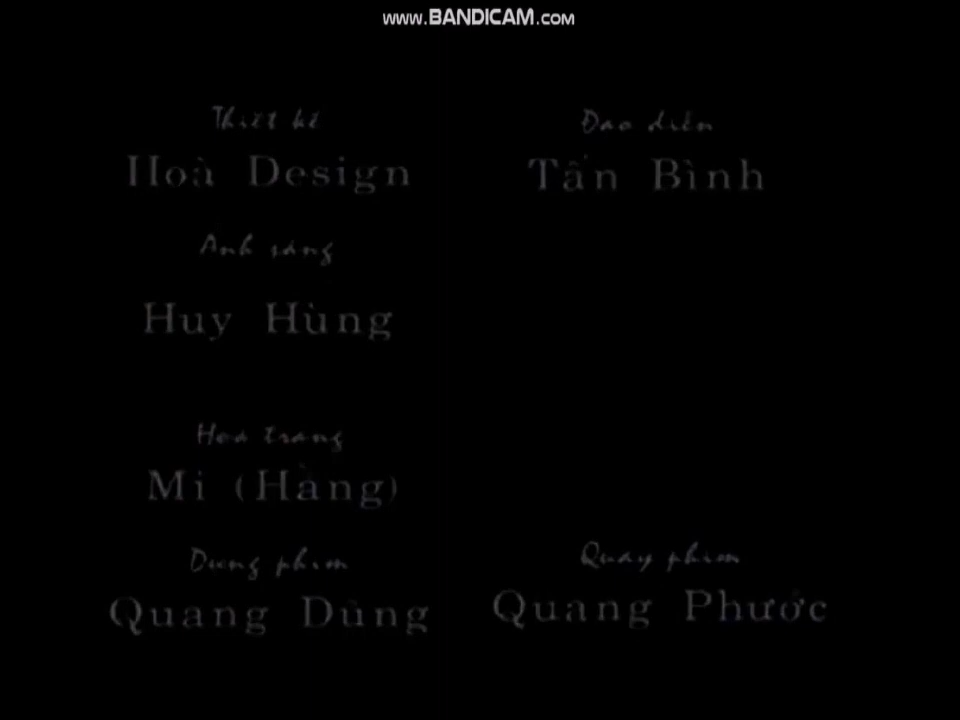 www.BANDICAM.com
Thiết kế
Hoà Design
Đạo diễn
Tấn Bình
Ánh sáng
Huy Hùng
Hoá trang
Mi (Hằng)
Dựng phim
Quang Dũng
Quay phim
Quang Phước